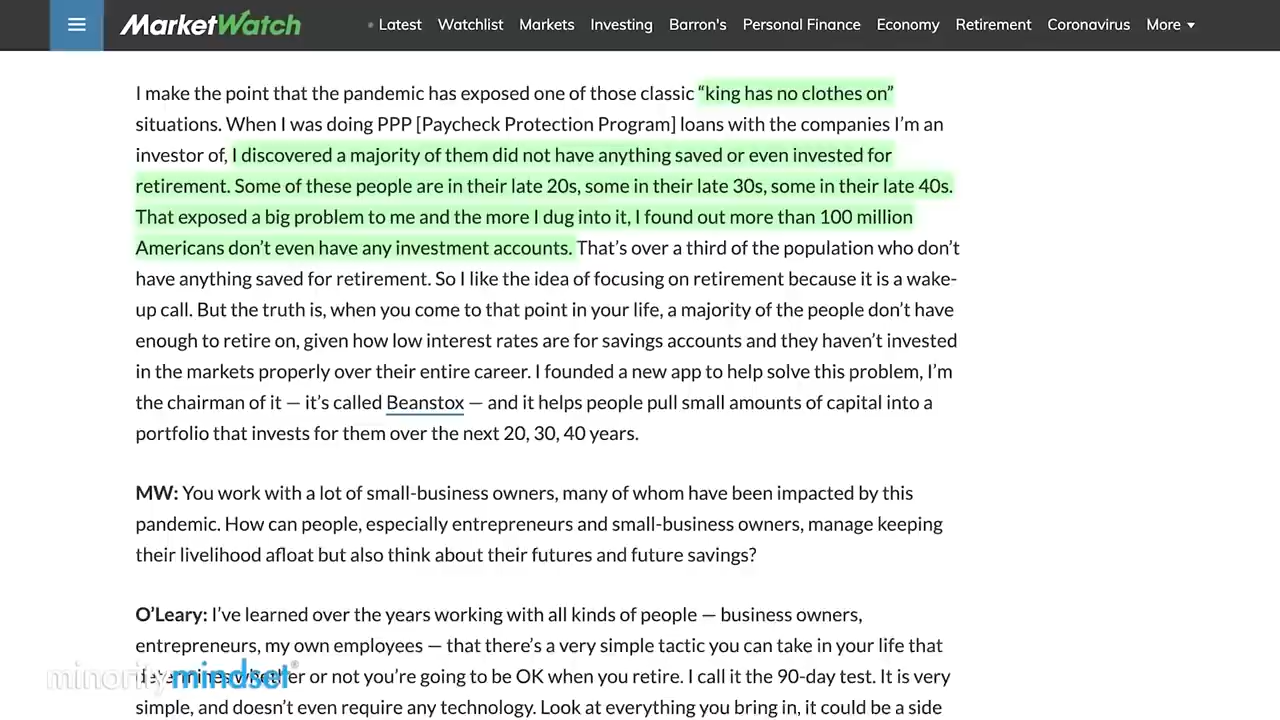 MarketWatch
Latest Watchlist Markets Investing Barron's Personal Finance Economy Retirement Coronavirus More
I make the point that the pandemic has exposed one of those classic “king has no clothes on”
situations. When I was doing PPP [Paycheck Protection Program] loans with the companies I’m an
investor of, I discovered a majority of them did not have anything saved or even invested for
retirement. Some of these people are in their late 20s, some in their late 30s, some in their late 40s.
That exposed a big problem to me and the more I dug into it, I found out more than 100 million
Americans don’t even have any investment accounts. That’s over a third of the population who don’t
have anything saved for retirement. So I like the idea of focusing on retirement because it is a wake-
up call. But the truth is, when you come to that point in your life, a majority of the people don’t have
enough to retire on, given how low interest rates are for savings accounts and they haven’t invested
in the markets properly over their entire career. I founded a new app to help solve this problem, I’m
the chairman of it — it’s called Beanstox — and it helps people pull small amounts of capital into a
portfolio that invests for them over the next 20, 30, 40 years.
MW: You work with a lot of small-business owners, many of whom have been impacted by this
pandemic. How can people, especially entrepreneurs and small-business owners, manage keeping
their livelihood afloat but also think about their futures and future savings?
O’Leary: I’ve learned over the years working with all kinds of people — business owners,
entrepreneurs, my own employees — that there’s a very simple tactic you can take in your life that
determines whether or not you’re going to be OK when you retire. I call it the 90-day test. It is very
minoritymindset®
simple, and doesn’t even require any technology. Look at everything you bring in, it could be a side